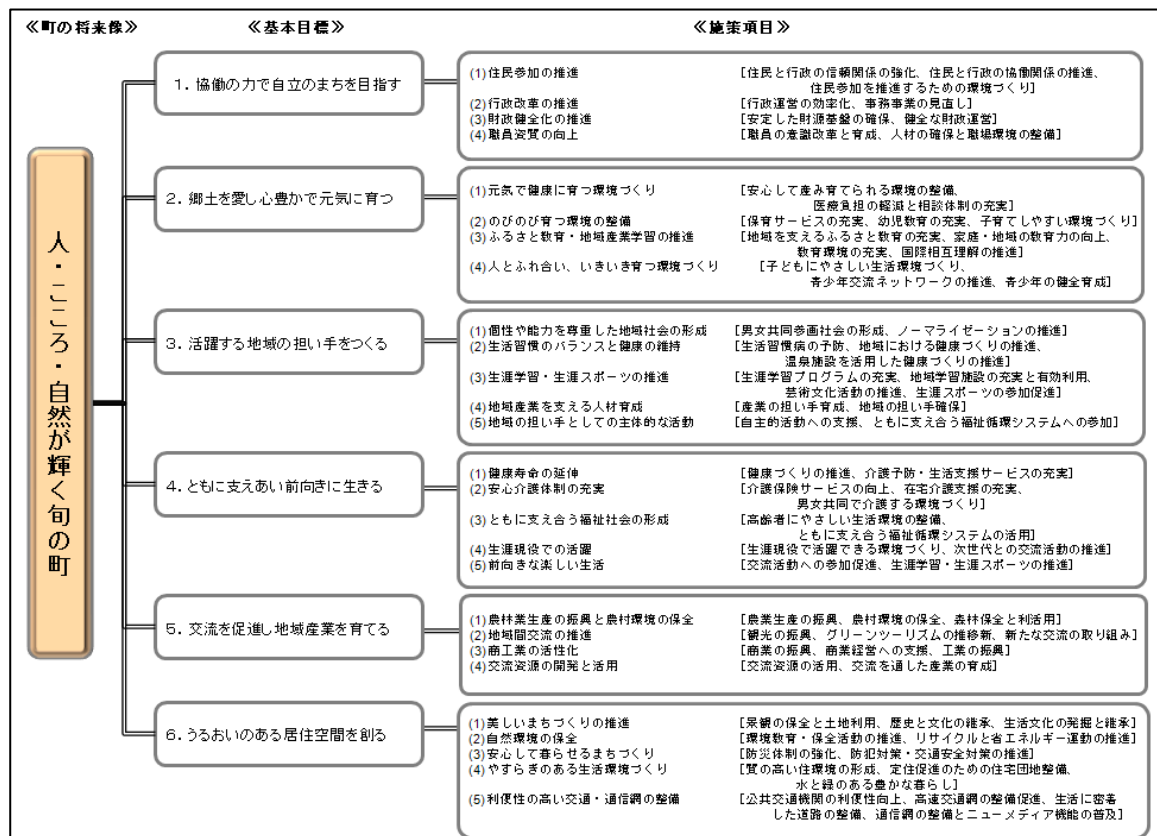 ≪町の将来像≫ ≪基本目標≫ ≪施策項目≫
人・こころ・自然が輝く旬の町
1．協働の力で自立のまちを目指す
(1)住民参加の推進 [住民と行政の信頼関係の強化、住民と行政の協働関係の推進、
住民参加を推進するための環境づくり]
(2)行政改革の推進 [行政運営の効率化、事務事業の見直し]
(3)財政健全化の推進 [安定した財源基盤の確保、健全な財政運営]
(4)職員資質の向上 [職員の意識改革と育成、人材の確保と職場環境の整備]
2．郷土を愛し心豊かで元気に育つ
(1)元気で健康に育つ環境づくり [安心して産み育てられる環境の整備、
医療負担の軽減と相談体制の充実]
(2)のびのび育つ環境の整備 [保育サービスの充実、幼児教育の充実、子育てしやすい環境づくり]
(3)ふるさと教育・地域産業学習の推進 [地域を支えるふるさと教育の充実、家庭・地域の教育力の向上、
教育環境の充実、国際相互理解の推進]
(4)人とふれ合い、いきいき育つ環境づくり [子どもにやさしい生活環境づくり、
青少年交流ネットワークの推進、青少年の健全育成]
3．活躍する地域の担い手をつくる
(1)個性や能力を尊重した地域社会の形成 [男女共同参画社会の形成、ノーマライゼーションの推進]
(2)生活習慣のバランスと健康の維持 [生活習慣病の予防、地域における健康づくりの推進、
温泉施設を活用した健康づくりの推進]
(3)生涯学習・生涯スポーツの推進 [生涯学習プログラムの充実、地域学習施設の充実と有効利用、
芸術文化活動の推進、生涯スポーツの参加促進]
(4)地域産業を支える人材育成 [産業の担い手育成、地域の担い手確保]
(5)地域の担い手としての主体的な活動 [自主的活動への支援、ともに支え合う福祉循環システムへの参加]
4．ともに支えあい前向きに生きる
(1)健康寿命の延伸 [健康づくりの推進、介護予防・生活支援サービスの充実]
(2)安心介護体制の充実 [介護保険サービスの向上、在宅介護支援の充実、
男女共同で介護する環境づくり]
(3)ともに支え合う福祉社会の形成 [高齢者にやさしい生活環境の整備、
ともに支え合う福祉循環システムの活用]
(4)生涯現役での活躍 [生涯現役で活躍できる環境づくり、次世代との交流活動の推進]
(5)前向きな楽しい生活 [交流活動への参加促進、生涯学習・生涯スポーツの推進]
5．交流を促進し地域産業を育てる
(1)農林業生産の振興と農村環境の保全 [農業生産の振興、農村環境の保全、森林保全と利活用]
(2)地域間交流の推進 [観光の振興、グリーンツーリズムの推移新、新たな交流の取り組み]
(3)商工業の活性化 [商業の振興、商業経営への支援、工業の振興]
(4)交流資源の開発と活用 [交流資源の活用、交流を通した産業の育成]
6．うるおいのある居住空間を創る
(1)美しいまちづくりの推進 [景観の保全と土地利用、歴史と文化の継承、生活文化の発掘と継承]
(2)自然環境の保全 [環境教育・保全活動の推進、リサイクルと省エネルギー運動の推進]
(3)安心して暮らせるまちづくり [防災体制の強化、防犯対策・交通安全対策の推進]
(4)やすらぎのある生活環境づくり [質の高い住環境の形成、定住促進のための住宅団地整備、
水と緑のある豊かな暮らし]
(5)利便性の高い交通・通信網の整備 [公共交通機関の利便性向上、高速交通網の整備促進、生活に密着
した道路の整備、通信網の整備とニューメディア機能の普及]